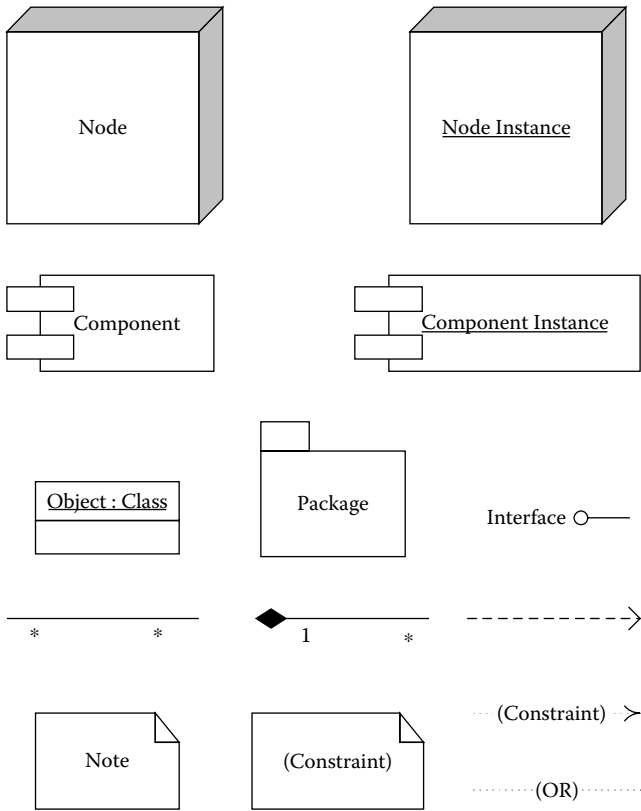 Node
Node Instance
Component
Component Instance
Object : Class
Package
Interface
* *
1 *
Note
(Constraint)
(Constraint)
(OR)